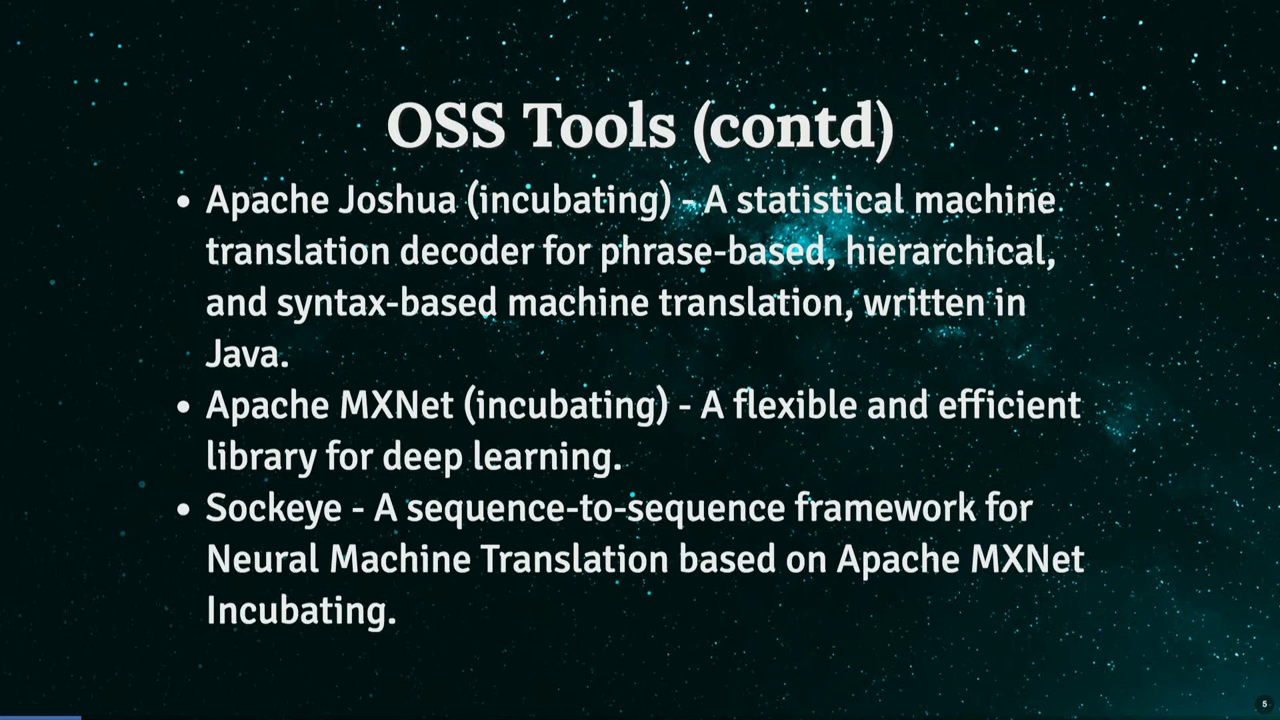 OSS Tools (contd)
• Apache Joshua (incubating) - A statistical machine
translation decoder for phrase-based, hierarchical,
and syntax-based machine translation, written in
Java.
• Apache MXNet (incubating) - A flexible and efficient
library for deep learning.
• Sockeye - A sequence-to-sequence framework for
Neural Machine Translation based on Apache MXNet
Incubating.
5